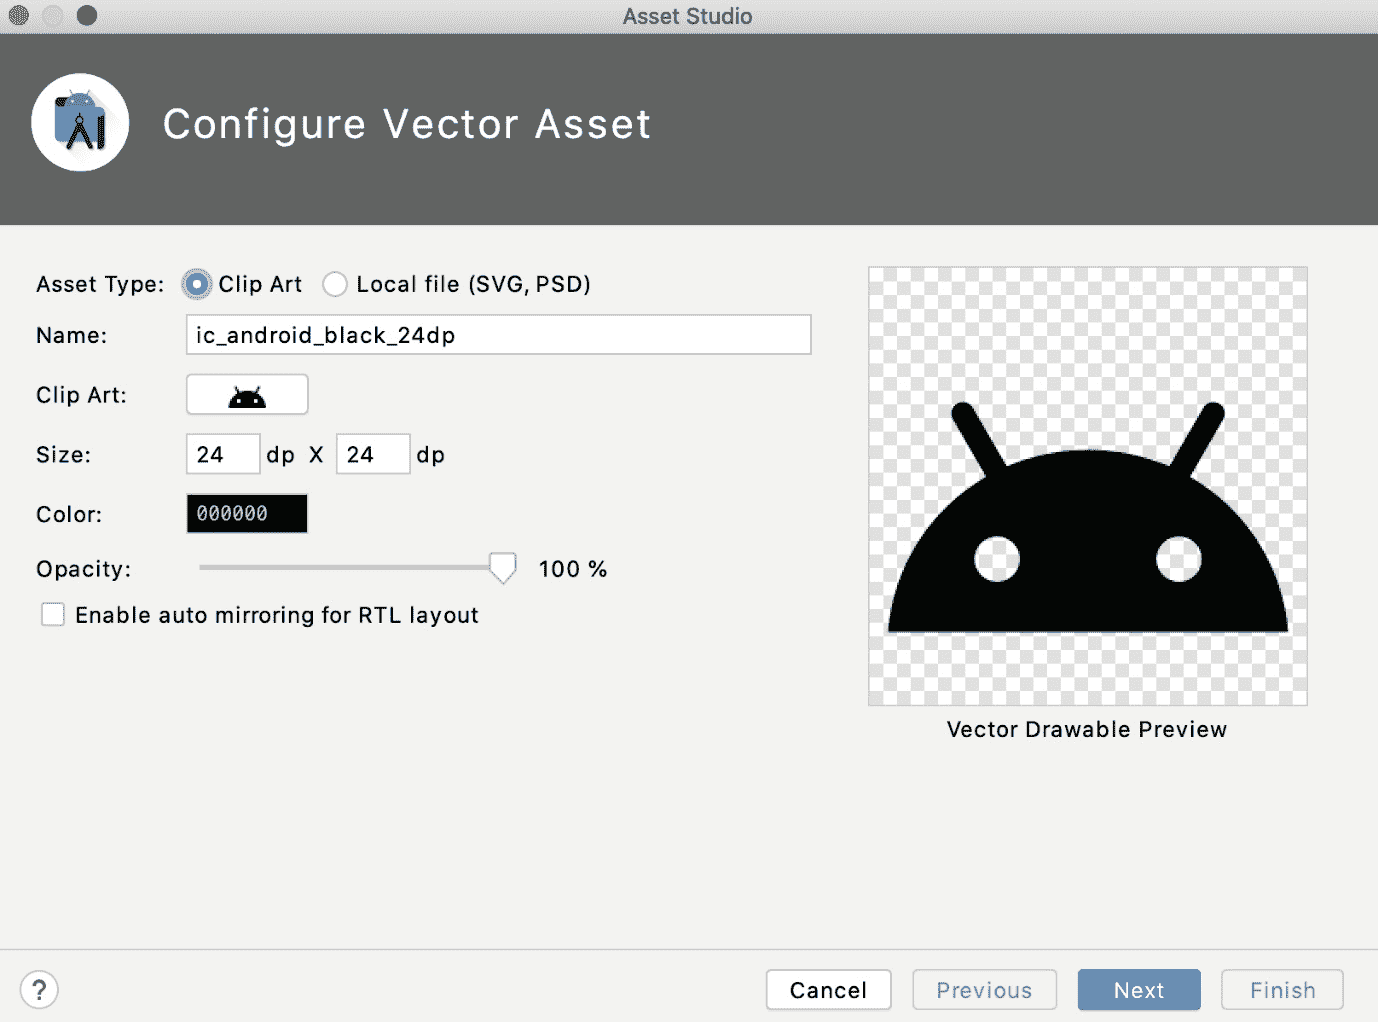 Asset Studio
Configure Vector Asset
Asset Type: Clip Art Local file (SVG, PSD)
Name: ic_android_black_24dp
Clip Art:
Size: 24 dp X 24 dp
Color: 000000
Opacity: 100 %
Enable auto mirroring for RTL layout
Vector Drawable Preview
? Cancel Previous Next Finish